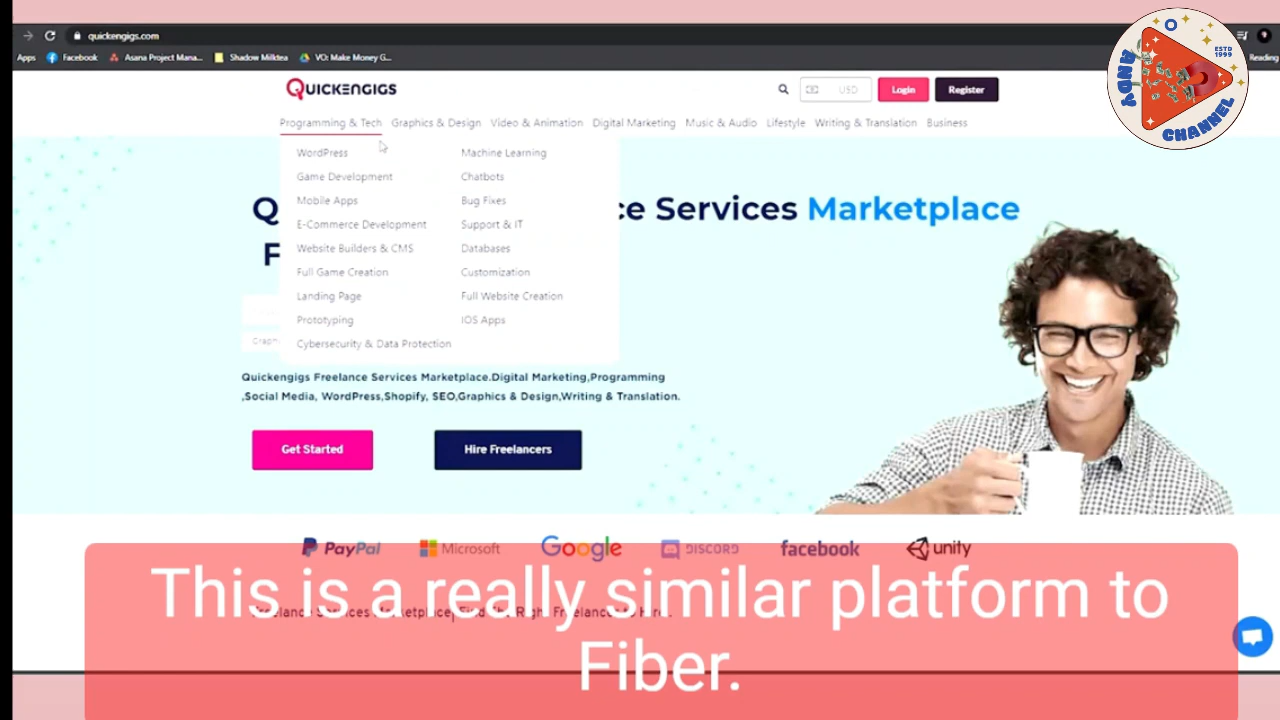 quickengigs.com
Apps Facebook Asana Project Mana... Shadow Milktea VO: Make Money G... Reading
QUICKENGIGS USD Login Register
Programming & Tech Graphics & Design Video & Animation Digital Marketing Music & Audio Lifestyle Writing & Translation Business
WordPress Machine Learning
Game Development Chatbots
Mobile Apps Bug Fixes
E-Commerce Development Support & IT
Website Builders & CMS Databases
Full Game Creation Customization
Landing Page Full Website Creation
Prototyping IOS Apps
Cybersecurity & Data Protection
Q ce Services Marketplace
F
Graph
Quickengigs Freelance Services Marketplace.Digital Marketing,Programming
,Social Media, WordPress,Shopify, SEO,Graphics & Design,Writing & Translation.
Get Started Hire Freelancers
PayPal Microsoft Google DISCORD facebook unity
Freelance Services Marketplace
This is a really similar platform to
Fiber.
ANDY
CHANNEL
ESTD
1999